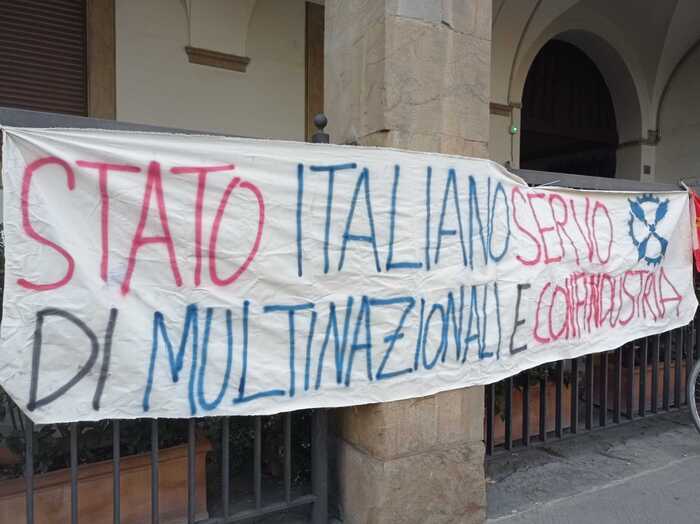 STATO ITALIANO SERVO
DI MULTINAZIONALI E CONFINDUSTRIA